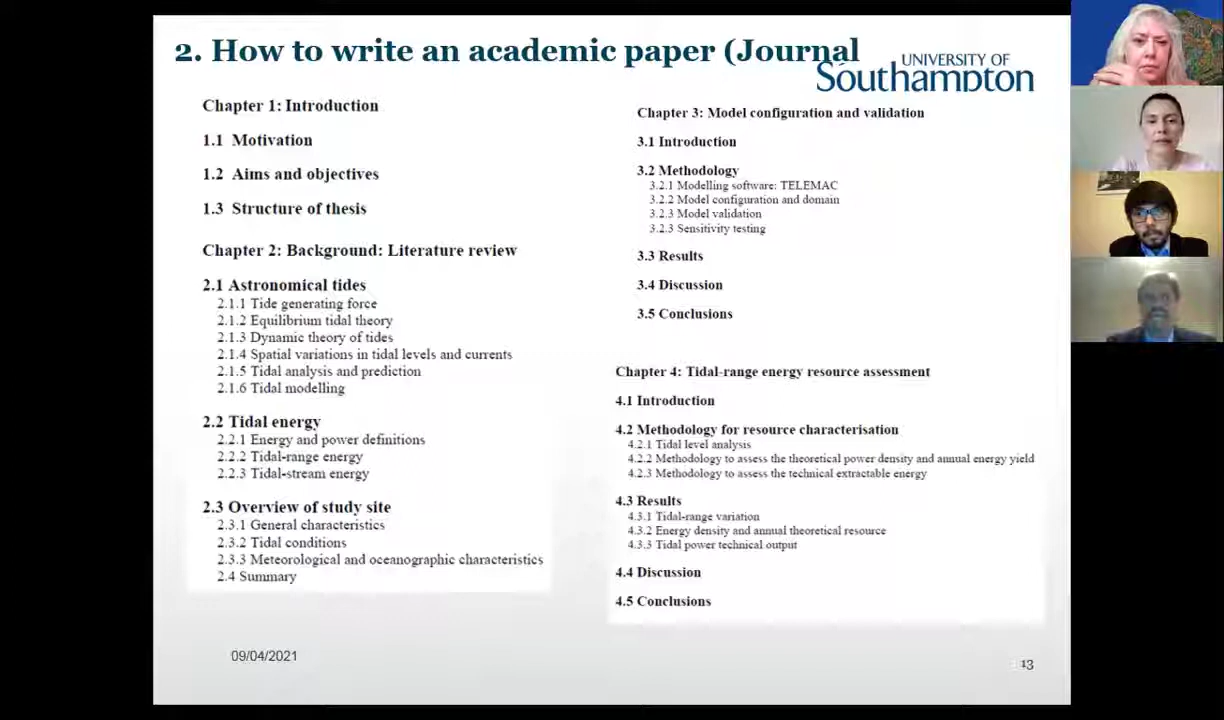 2. How to write an academic paper (Journal
UNIVERSITY OF
Southampton
Chapter 1: Introduction
1.1 Motivation
1.2 Aims and objectives
1.3 Structure of thesis
Chapter 2: Background: Literature review
2.1 Astronomical tides
2.1.1 Tide generating force
2.1.2 Equilibrium tidal theory
2.1.3 Dynamic theory of tides
2.1.4 Spatial variations in tidal levels and currents
2.1.5 Tidal analysis and prediction
2.1.6 Tidal modelling
2.2 Tidal energy
2.2.1 Energy and power definitions
2.2.2 Tidal-range energy
2.2.3 Tidal-stream energy
2.3 Overview of study site
2.3.1 General characteristics
2.3.2 Tidal conditions
2.3.3 Meteorological and oceanographic characteristics
2.4 Summary
Chapter 3: Model configuration and validation
3.1 Introduction
3.2 Methodology
3.2.1 Modelling software: TELEMAC
3.2.2 Model configuration and domain
3.2.3 Model validation
3.2.3 Sensitivity testing
3.3 Results
3.4 Discussion
3.5 Conclusions
Chapter 4: Tidal-range energy resource assessment
4.1 Introduction
4.2 Methodology for resource characterisation
4.2.1 Tidal level analysis
4.2.2 Methodology to assess the theoretical power density and annual energy yield
4.2.3 Methodology to assess the technical extractable energy
4.3 Results
4.3.1 Tidal-range variation
4.3.2 Energy density and annual theoretical resource
4.3.3 Tidal power technical output
4.4 Discussion
4.5 Conclusions
09/04/2021
13